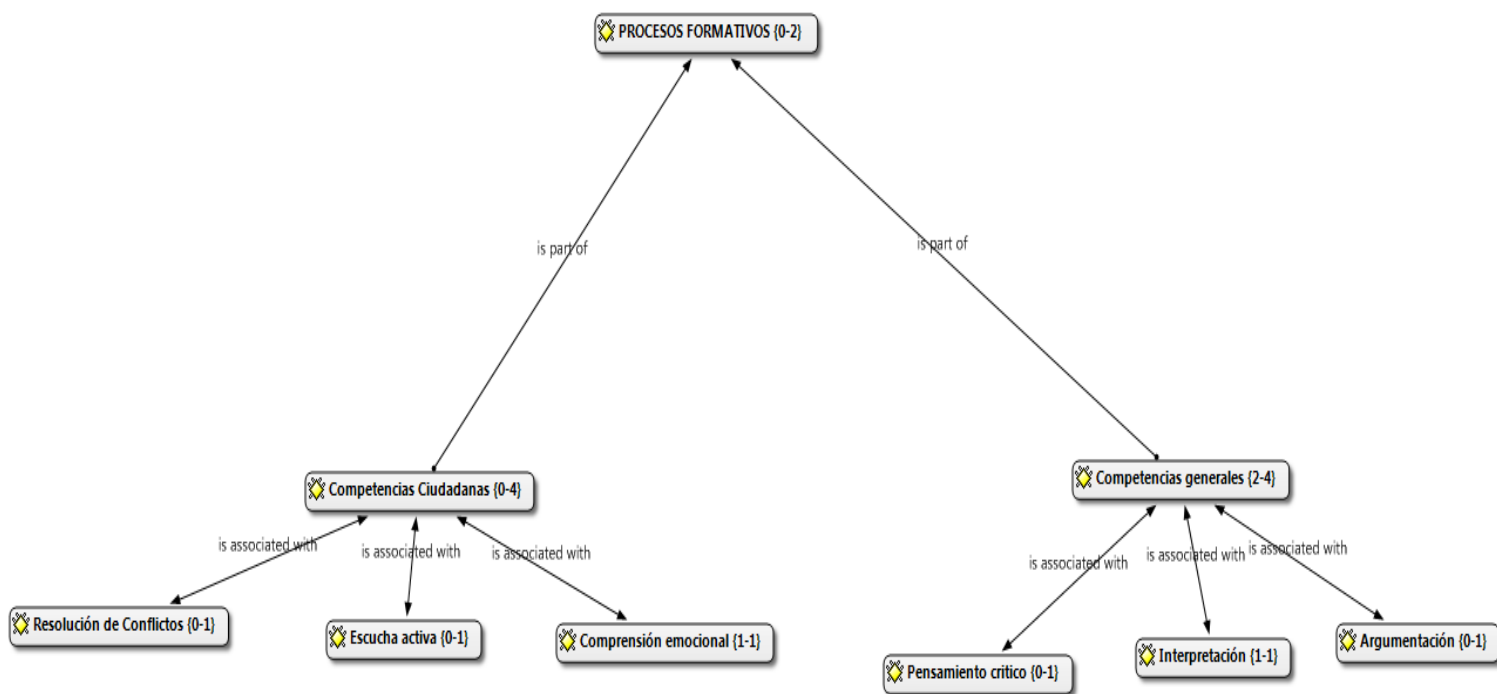 PROCESOS FORMATIVOS {0-2}
is part of
is part of
Competencias Ciudadanas {0-4}
Competencias generales {2-4}
is associated with
is associated with
is associated with
is associated with
is associated with
is associated with
Resolución de Conflictos {0-1}
Escucha activa {0-1}
Comprensión emocional {1-1}
Pensamiento critico {0-1}
Interpretación {1-1}
Argumentación {0-1}